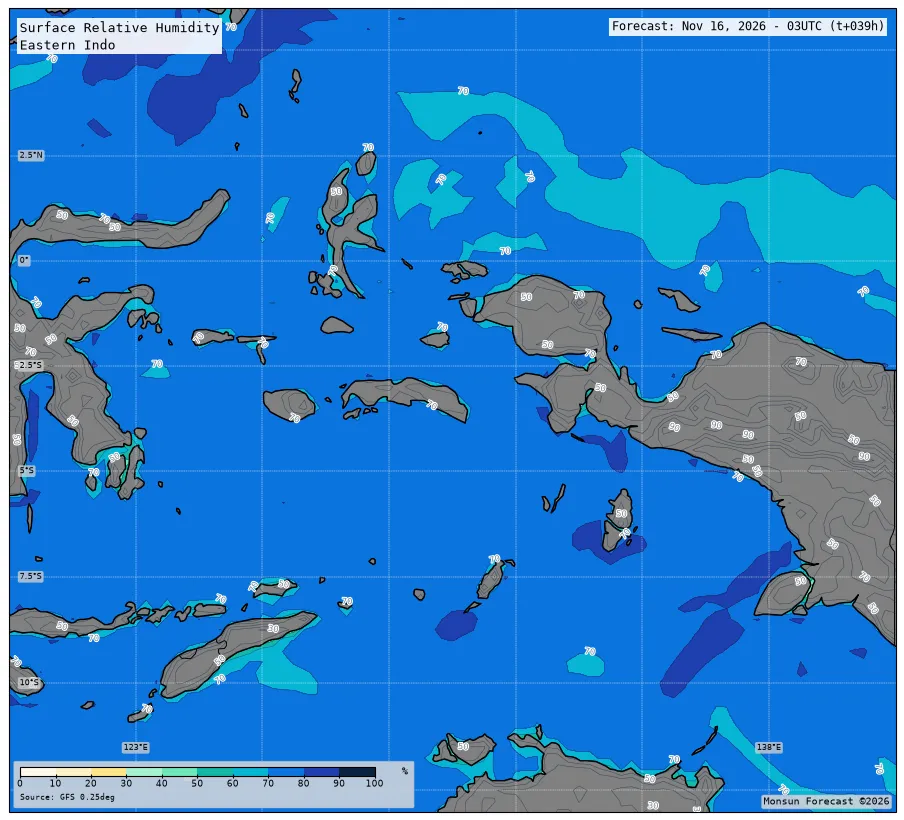 Surface Relative Humidity
Eastern Indo
Forecast: Nov 16, 2026 - 03UTC (t+039h)
2.5°N
0°
2.5°S
5°S
7.5°S
10°S
123°E
138°E
%
0 10 20 30 40 50 60 70 80 90 100
Source: GFS 0.25deg
Monsun Forecast ©2026